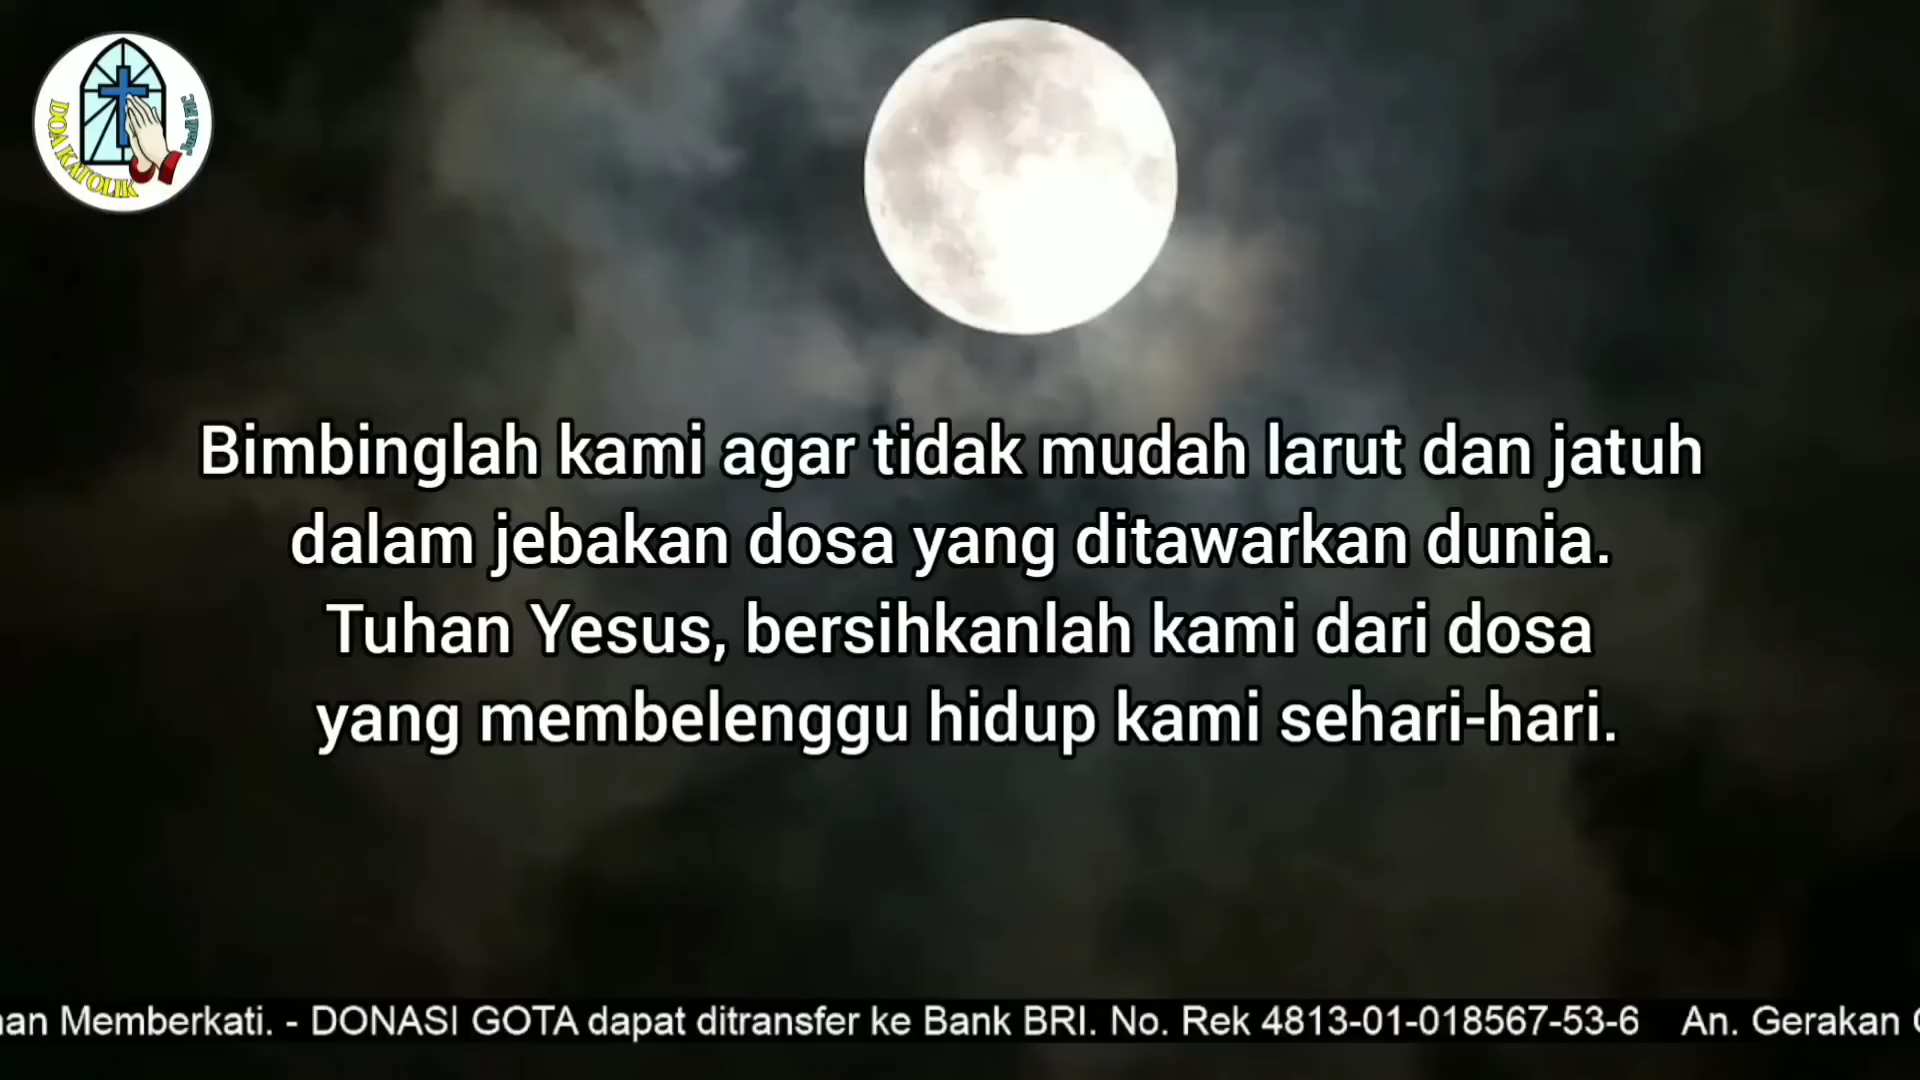 DOA KATOLIK
Bimbinglah kami agar tidak mudah larut dan jatuh
dalam jebakan dosa yang ditawarkan dunia.
Tuhan Yesus, bersihkanlah kami dari dosa
yang membelenggu hidup kami sehari-hari.
Memberkati. - DONASI GOTA dapat ditransfer ke Bank BRI. No. Rek 4813-01-018567-53-6 An. Gerakan